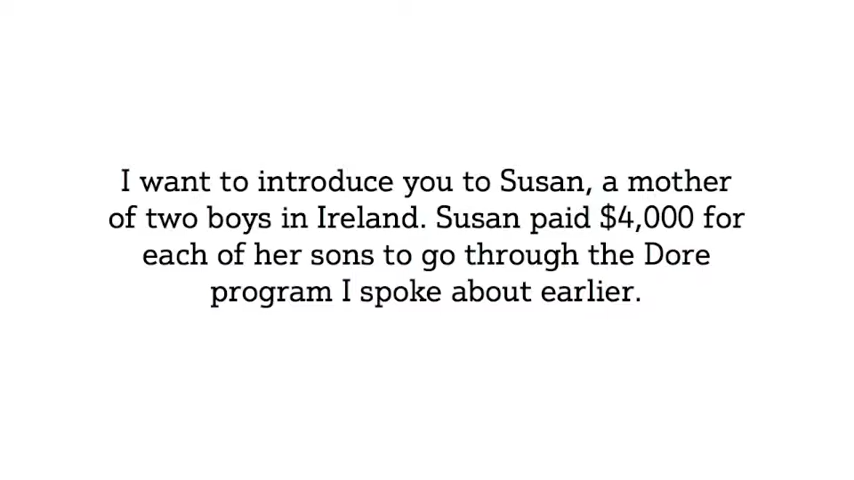 I want to introduce you to Susan, a mother
of two boys in Ireland. Susan paid $4,000 for
each of her sons to go through the Dore
program I spoke about earlier.